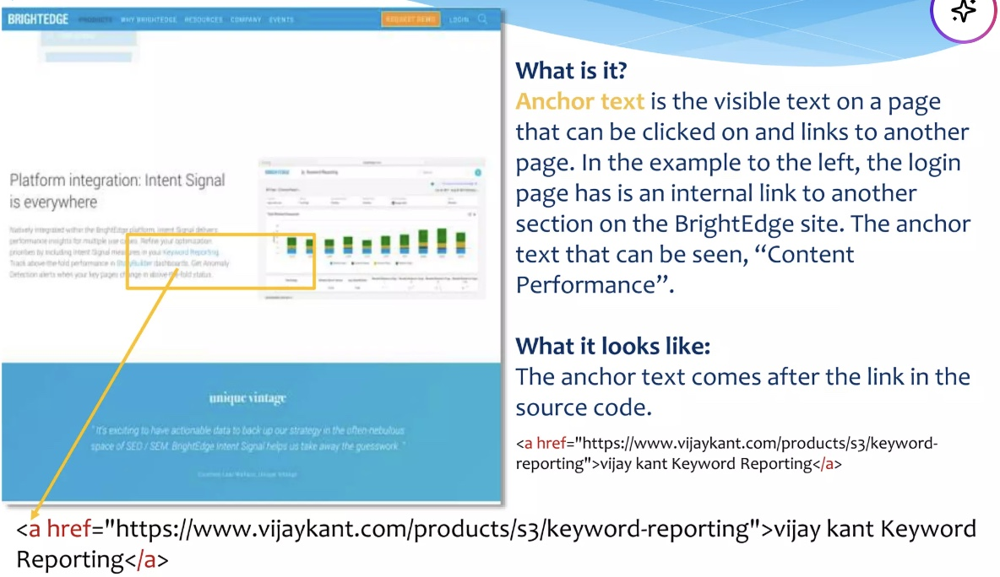 BRIGHTEDGE PRODUCTS WHY BRIGHTEDGE RESOURCES COMPANY EVENTS REQUEST DEMO LOGIN
Platform integration: Intent Signal
is everywhere
Natively integrated within the BrightEdge platform, Intent Signal delivers
performance insights for multiple use cases. Refine your optimization
priorities by including Intent Signal measures in your Keyword Reporting.
Track above-the-fold performance in StoryBuilder dashboards. Get Anomaly
Detection alerts when your key pages change in above-the-fold status.
BRIGHTEDGE Keyword Reporting
unique vintage
"It's exciting to have actionable data to back up our strategy in the often-nebulous
space of SEO / SEM. BrightEdge Intent Signal helps us take away the guesswork."
What is it?
Anchor text is the visible text on a page
that can be clicked on and links to another
page. In the example to the left, the login
page has is an internal link to another
section on the BrightEdge site. The anchor
text that can be seen, “Content
Performance”.
What it looks like:
The anchor text comes after the link in the
source code.
<a href="https://www.vijaykant.com/products/s3/keyword-
reporting">vijay kant Keyword Reporting</a>
<a href="https://www.vijaykant.com/products/s3/keyword-reporting">vijay kant Keyword
Reporting</a>